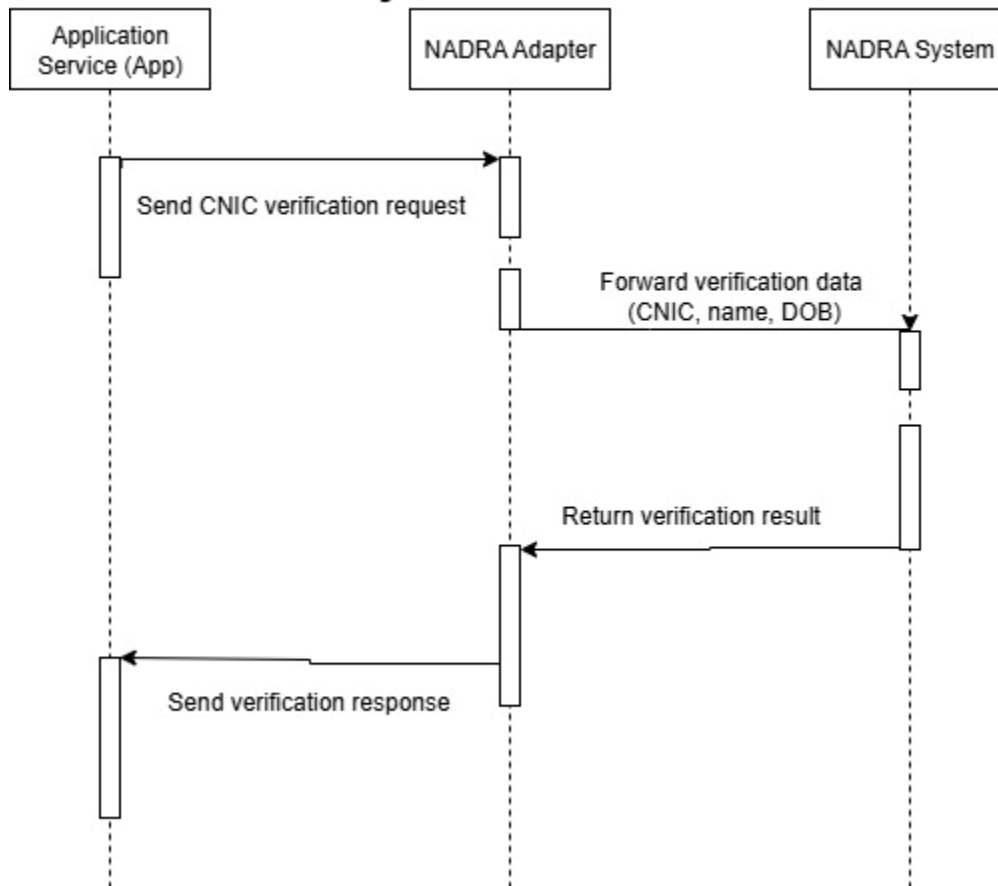 Application
Service (App)
NADRA Adapter
NADRA System
Send CNIC verification request
Forward verification data
(CNIC, name, DOB)
Return verification result
Send verification response